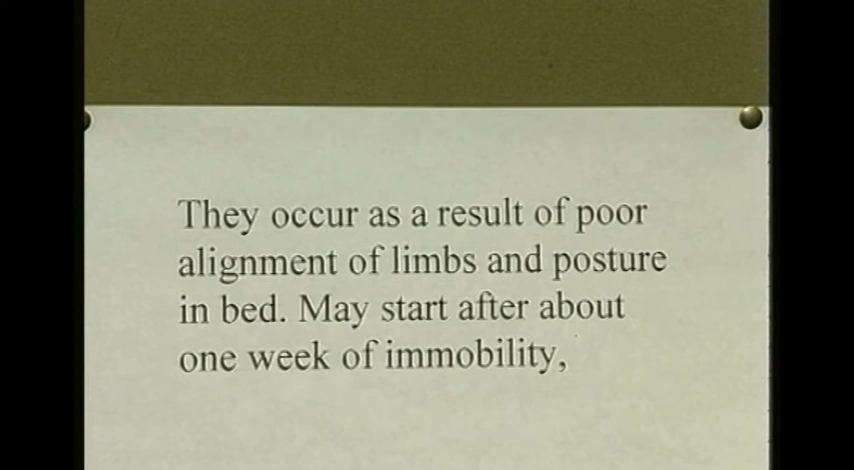 They occur as a result of poor
alignment of limbs and posture
in bed. May start after about
one week of immobility,